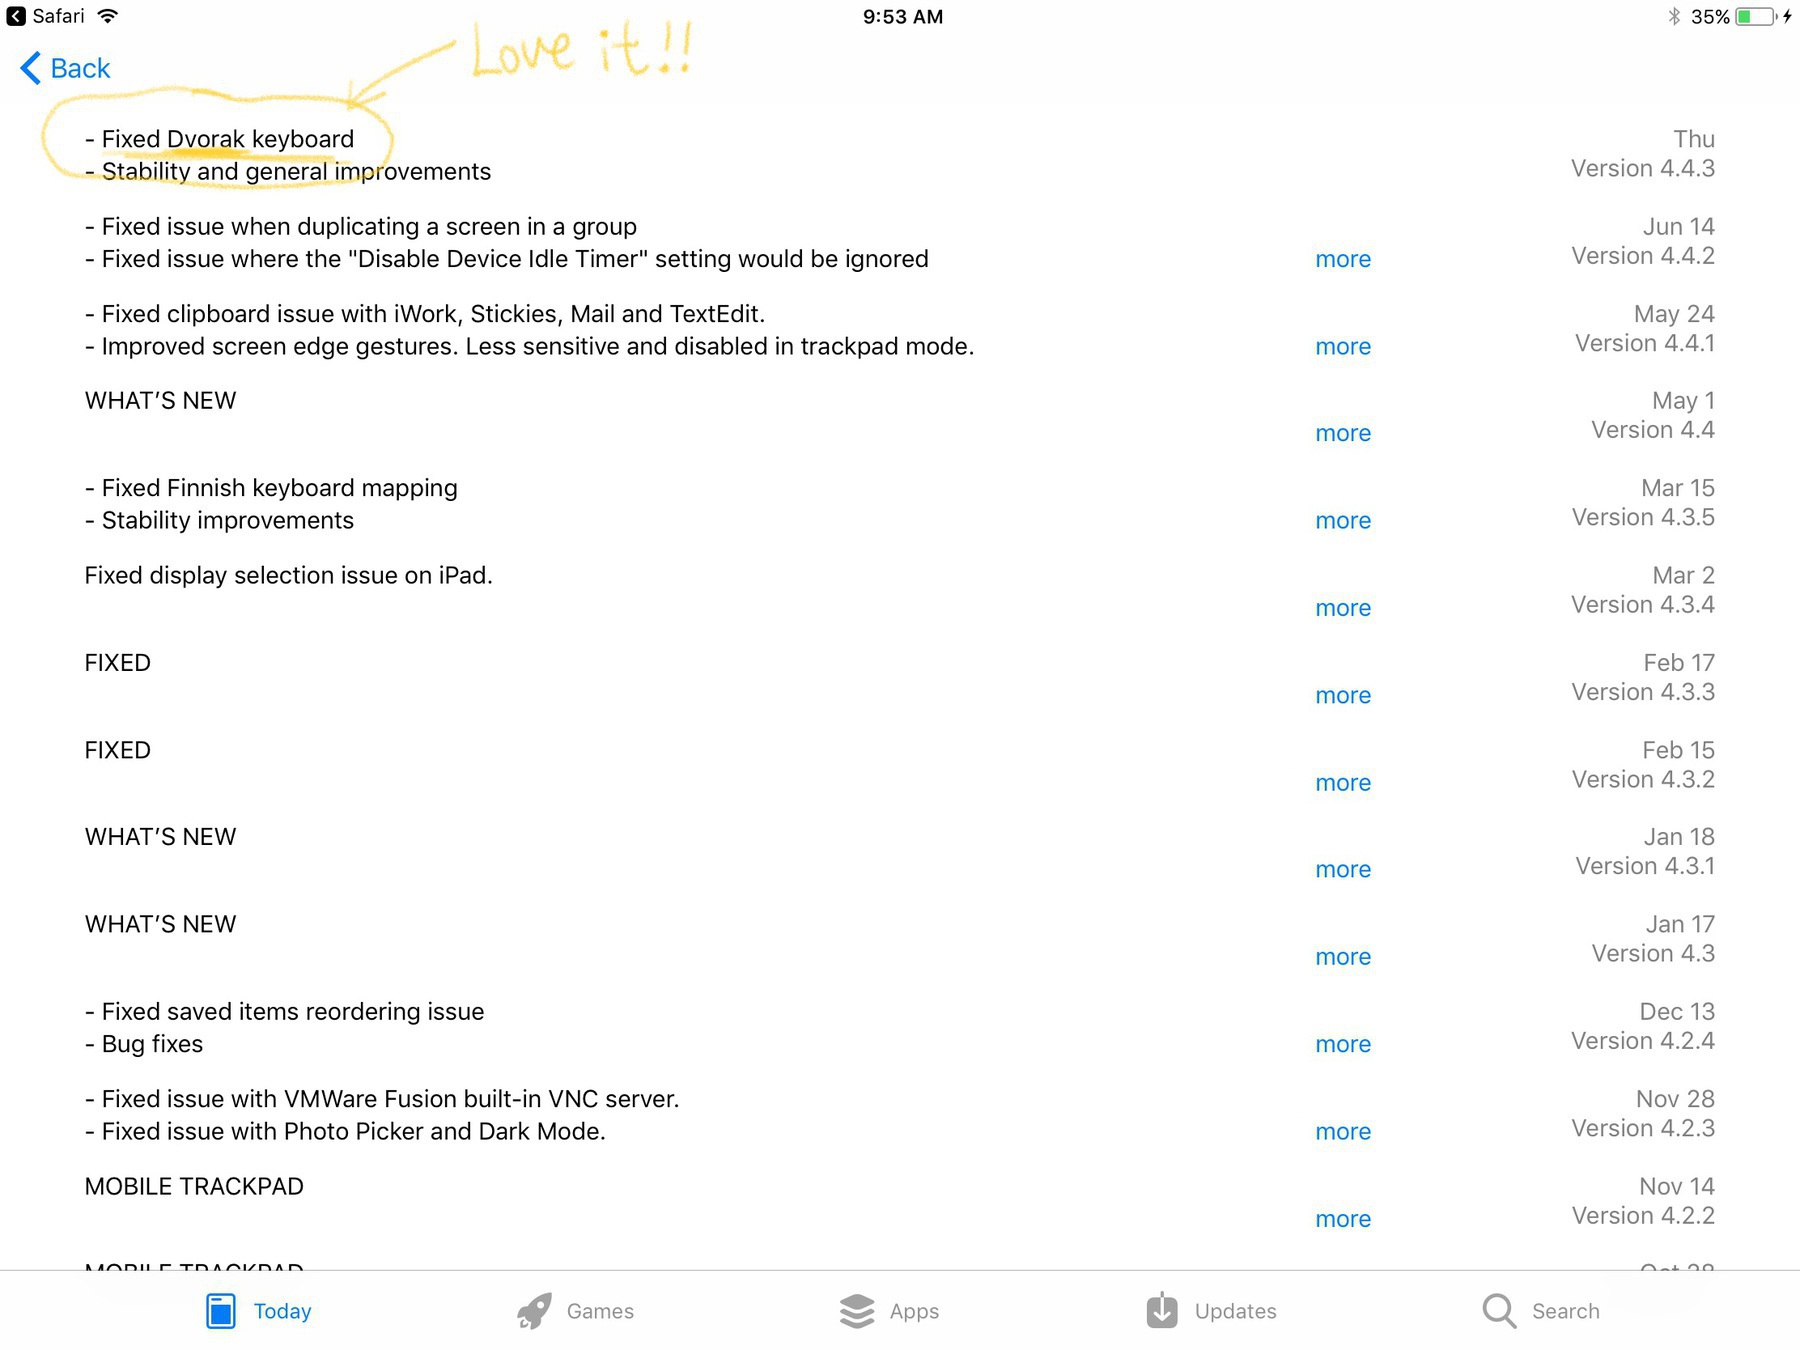 Safari 9:53 AM 35%
Back
Love it!!
- Fixed Dvorak keyboard
- Stability and general improvements
Thu
Version 4.4.3
- Fixed issue when duplicating a screen in a group
- Fixed issue where the "Disable Device Idle Timer" setting would be ignored
more
Jun 14
Version 4.4.2
- Fixed clipboard issue with iWork, Stickies, Mail and TextEdit.
- Improved screen edge gestures. Less sensitive and disabled in trackpad mode.
more
May 24
Version 4.4.1
WHAT’S NEW
more
May 1
Version 4.4
- Fixed Finnish keyboard mapping
- Stability improvements
more
Mar 15
Version 4.3.5
Fixed display selection issue on iPad.
more
Mar 2
Version 4.3.4
FIXED
more
Feb 17
Version 4.3.3
FIXED
more
Feb 15
Version 4.3.2
WHAT’S NEW
more
Jan 18
Version 4.3.1
WHAT’S NEW
more
Jan 17
Version 4.3
- Fixed saved items reordering issue
- Bug fixes
more
Dec 13
Version 4.2.4
- Fixed issue with VMWare Fusion built-in VNC server.
- Fixed issue with Photo Picker and Dark Mode.
more
Nov 28
Version 4.2.3
MOBILE TRACKPAD
more
Nov 14
Version 4.2.2
MOBILE TRACKPAD
Today Games Apps Updates Search